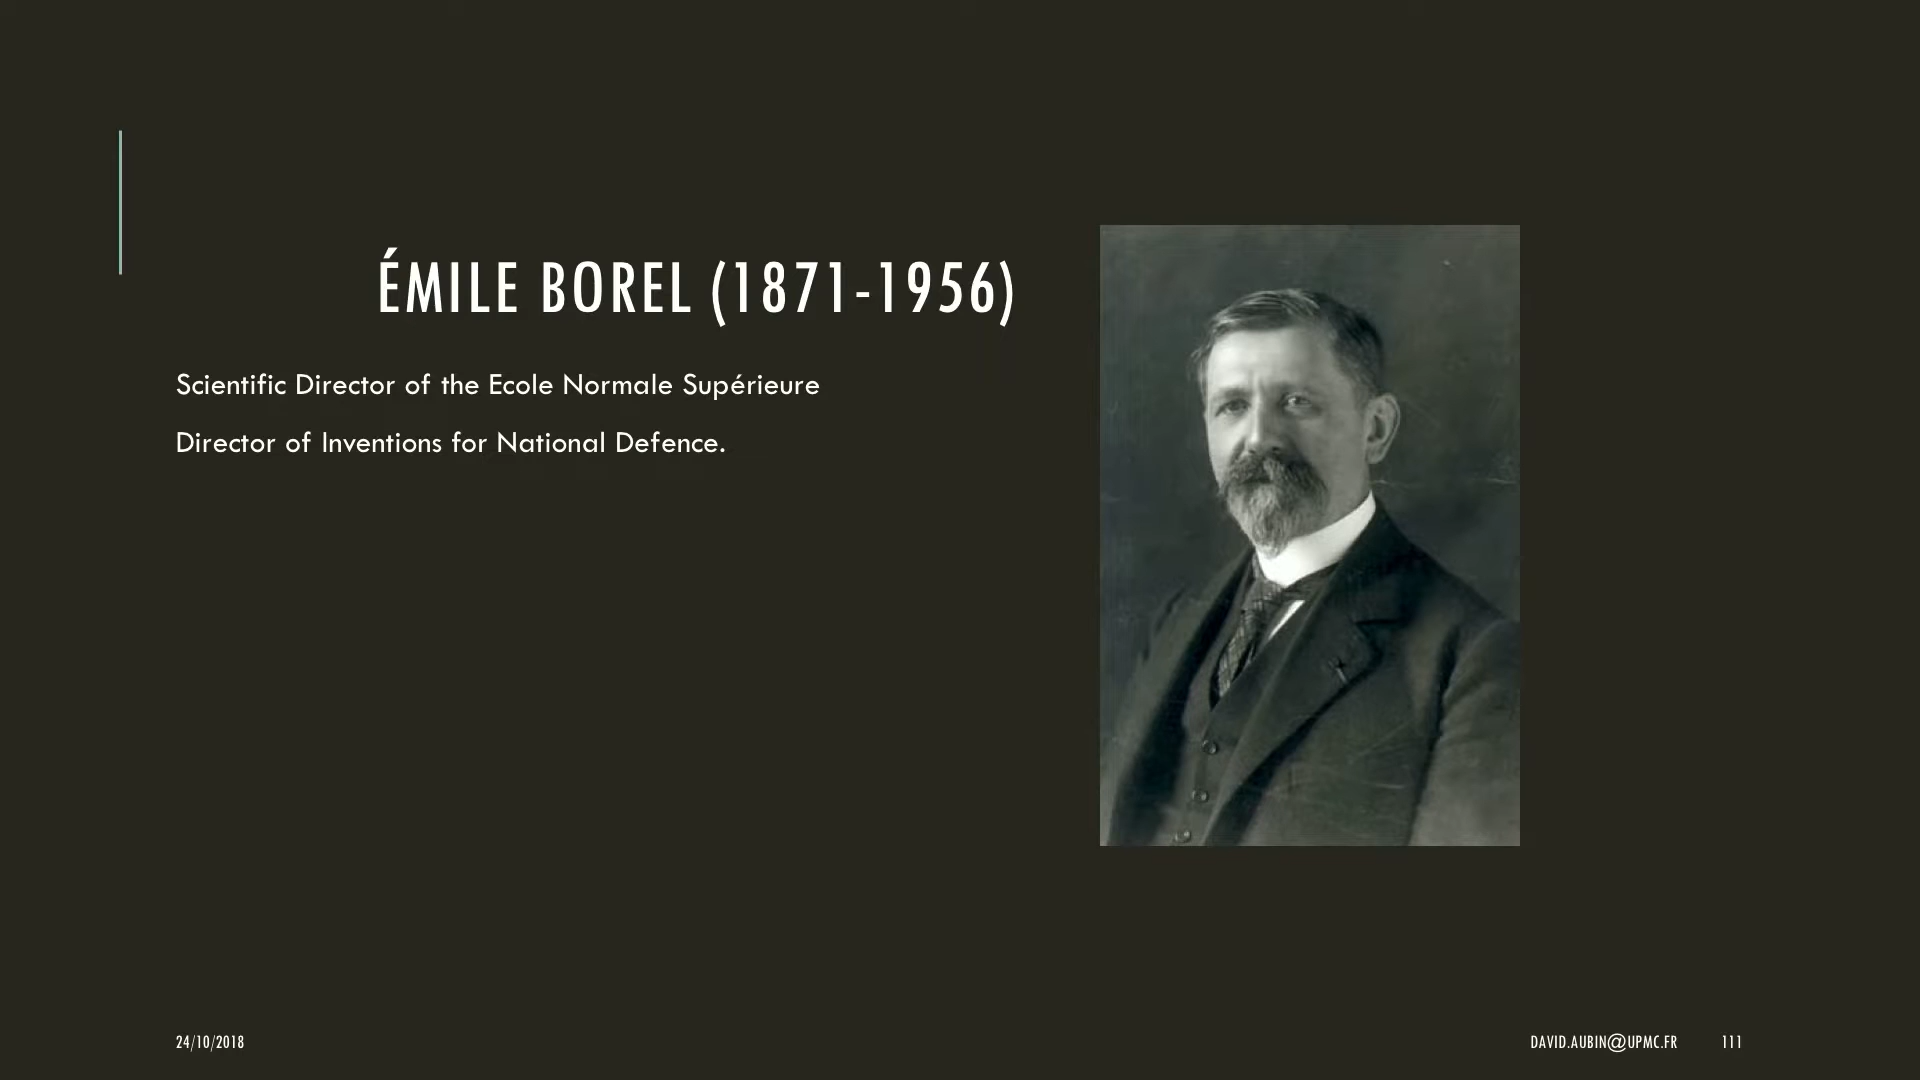 ÉMILE BOREL (1871-1956)
Scientific Director of the Ecole Normale Supérieure
Director of Inventions for National Defence.
24/10/2018
DAVID.AUBIN@UPMC.FR
111